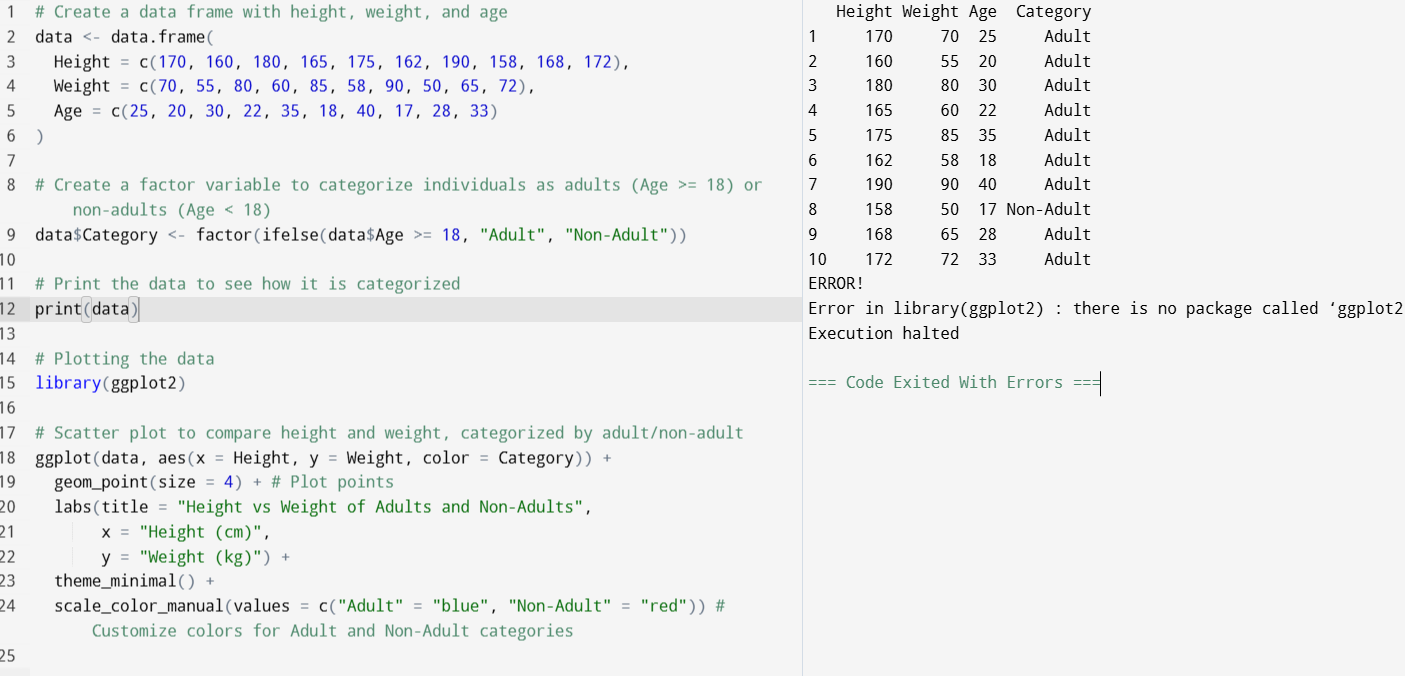 1 # Create a data frame with height, weight, and age
2 data <- data.frame(
3   Height = c(170, 160, 180, 165, 175, 162, 190, 158, 168, 172),
4   Weight = c(70, 55, 80, 60, 85, 58, 90, 50, 65, 72),
5   Age = c(25, 20, 30, 22, 35, 18, 40, 17, 28, 33)
6 )
7
8 # Create a factor variable to categorize individuals as adults (Age >= 18) or
non-adults (Age < 18)
9 data$Category <- factor(ifelse(data$Age >= 18, "Adult", "Non-Adult"))
10
11 # Print the data to see how it is categorized
12 print(data)
13
14 # Plotting the data
15 library(ggplot2)
16
17 # Scatter plot to compare height and weight, categorized by adult/non-adult
18 ggplot(data, aes(x = Height, y = Weight, color = Category)) +
19   geom_point(size = 4) + # Plot points
20   labs(title = "Height vs Weight of Adults and Non-Adults",
21        x = "Height (cm)",
22        y = "Weight (kg)") +
23   theme_minimal() +
24   scale_color_manual(values = c("Adult" = "blue", "Non-Adult" = "red")) #
Customize colors for Adult and Non-Adult categories
25
   Height Weight Age  Category
1     170     70  25     Adult
2     160     55  20     Adult
3     180     80  30     Adult
4     165     60  22     Adult
5     175     85  35     Adult
6     162     58  18     Adult
7     190     90  40     Adult
8     158     50  17 Non-Adult
9     168     65  28     Adult
10    172     72  33     Adult
ERROR!
Error in library(ggplot2) : there is no package called ‘ggplot2
Execution halted
=== Code Exited With Errors ===